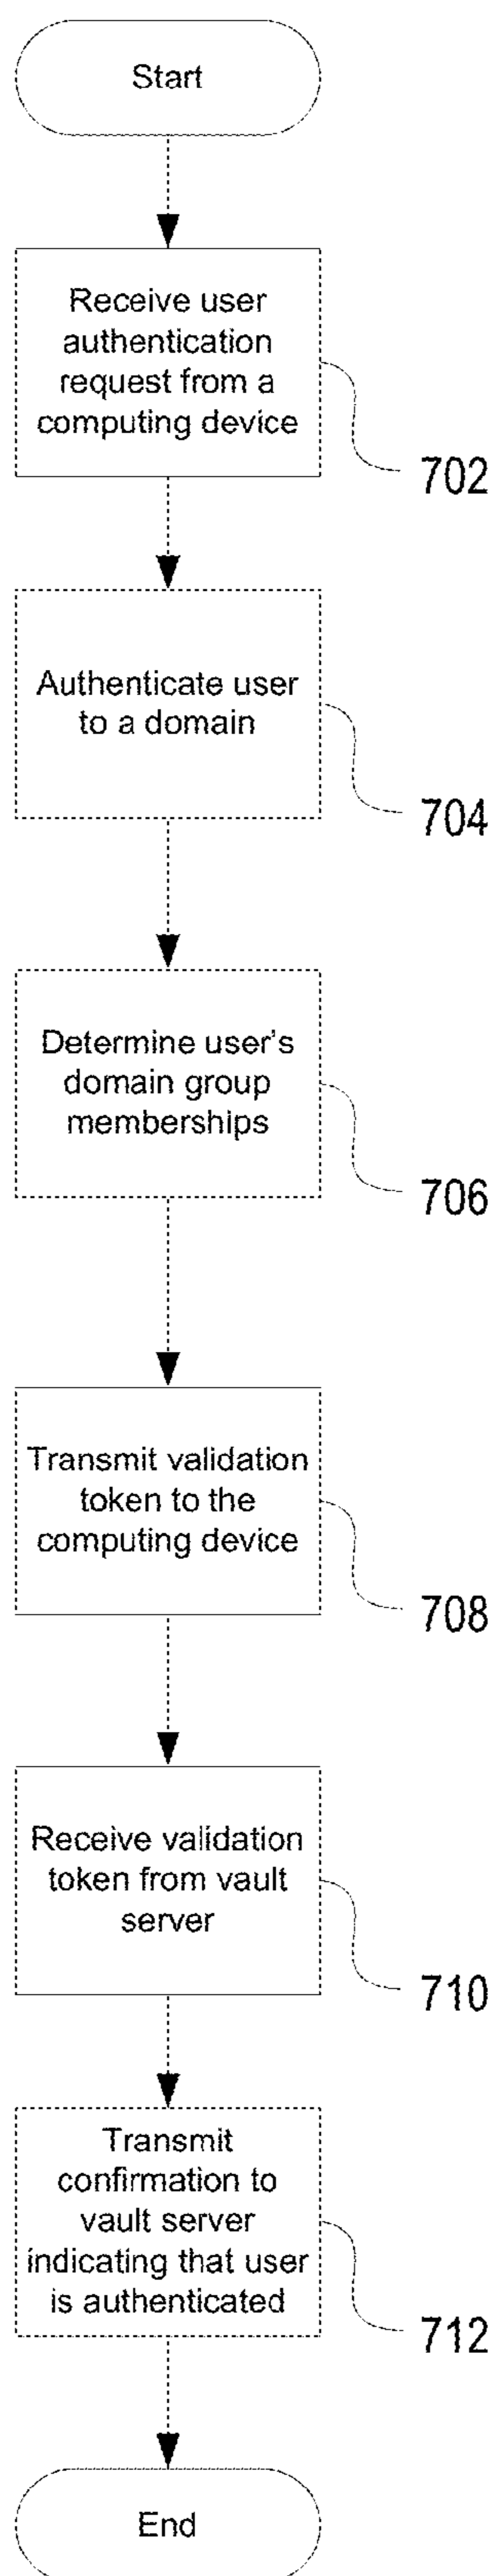 Start
Receive user
authentication
request from a
computing device
702
Authenticate user
to a domain
704
Determine user's
domain group
memberships
706
Transmit validation
token to the
computing device
708
Receive validation
token from vault
server
710
Transmit
confirmation to
vault server
indicating that user
is authenticated
712
End